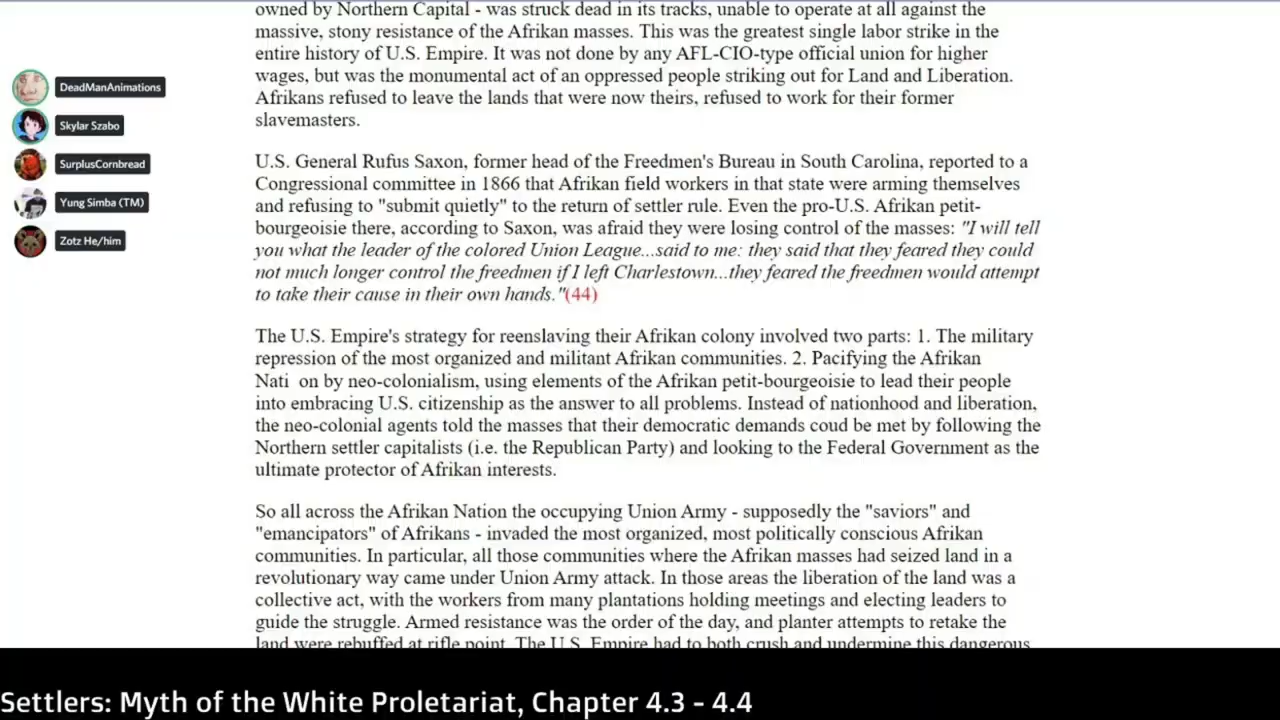 owned by Northern Capital - was struck dead in its tracks, unable to operate at all against the
massive, stony resistance of the Afrikan masses. This was the greatest single labor strike in the
entire history of U.S. Empire. It was not done by any AFL-CIO-type official union for higher
wages, but was the monumental act of an oppressed people striking out for Land and Liberation.
Afrikans refused to leave the lands that were now theirs, refused to work for their former
slavemasters.
DeadManAnimations
Skylar Szabo
SurplusCornbread
Yung Simba (TM)
Zotz He/him
U.S. General Rufus Saxon, former head of the Freedmen's Bureau in South Carolina, reported to a
Congressional committee in 1866 that Afrikan field workers in that state were arming themselves
and refusing to "submit quietly" to the return of settler rule. Even the pro-U.S. Afrikan petit-
bourgeoisie there, according to Saxon, was afraid they were losing control of the masses: "I will tell
you what the leader of the colored Union League...said to me: they said that they feared they could
not much longer control the freedmen if I left Charlestown...they feared the freedmen would attempt
to take their cause in their own hands."(44)
The U.S. Empire's strategy for reenslaving their Afrikan colony involved two parts: 1. The military
repression of the most organized and militant Afrikan communities. 2. Pacifying the Afrikan
Nati on by neo-colonialism, using elements of the Afrikan petit-bourgeoisie to lead their people
into embracing U.S. citizenship as the answer to all problems. Instead of nationhood and liberation,
the neo-colonial agents told the masses that their democratic demands coud be met by following the
Northern settler capitalists (i.e. the Republican Party) and looking to the Federal Government as the
ultimate protector of Afrikan interests.
So all across the Afrikan Nation the occupying Union Army - supposedly the "saviors" and
"emancipators" of Afrikans - invaded the most organized, most politically conscious Afrikan
communities. In particular, all those communities where the Afrikan masses had seized land in a
revolutionary way came under Union Army attack. In those areas the liberation of the land was a
collective act, with the workers from many plantations holding meetings and electing leaders to
guide the struggle. Armed resistance was the order of the day, and planter attempts to retake the
land were rebuffed at rifle point. The U.S. Empire had to both crush and undermine this dangerous
Settlers: Myth of the White Proletariat, Chapter 4.3 - 4.4